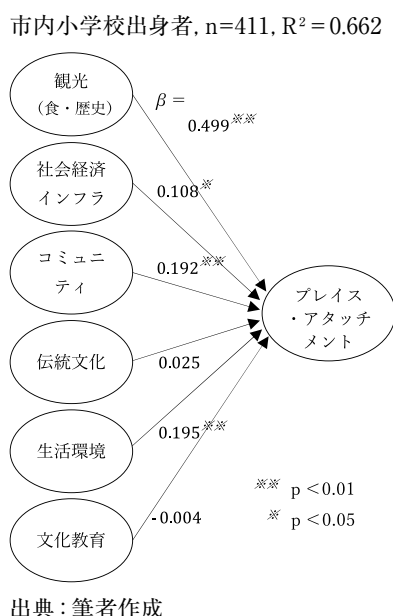 市内小学校出身者, n=411, R² = 0.662
観光
（食・歴史）
β =
0.499※※
社会経済
インフラ
0.108※
コミュニ
ティ
0.192※※
プレイス
・アタッチ
メント
伝統文化
0.025
生活環境
0.195※※
文化教育
-0.004
※※ p <0.01
※ p <0.05
出典：筆者作成